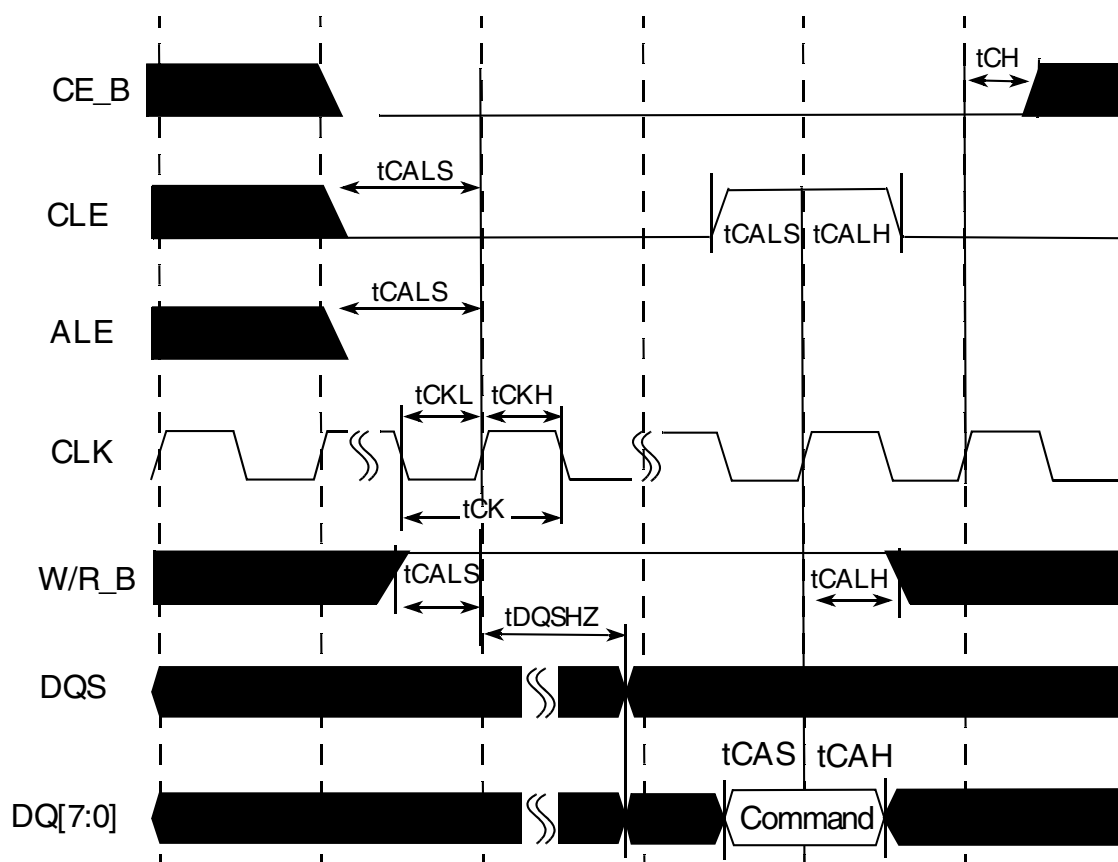 tCH
CE_B
tCALS
CLE
tCALS tCALH
tCALS
ALE
tCKL tCKH
CLK
tCK
W/R_B
tCALS
tCALH
tDQSHZ
DQS
tCAS tCAH
DQ[7:0]
Command